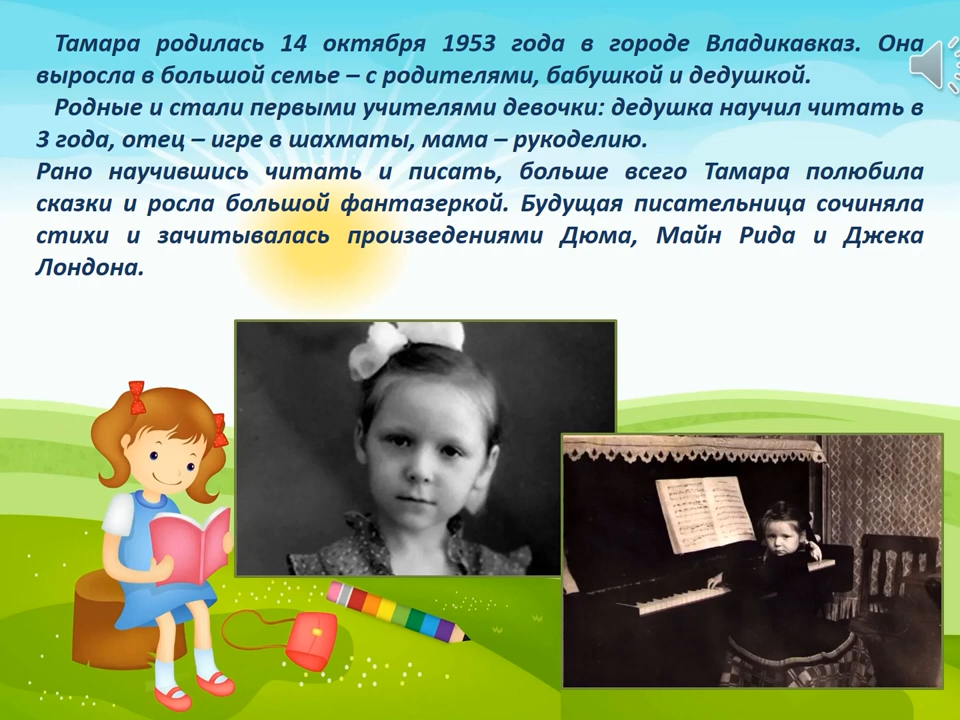 Тамара родилась 14 октября 1953 года в городе Владикавказ. Она
выросла в большой семье – с родителями, бабушкой и дедушкой.
Родные и стали первыми учителями девочки: дедушка научил читать в
3 года, отец – игре в шахматы, мама – рукоделию.
Рано научившись читать и писать, больше всего Тамара полюбила
сказки и росла большой фантазеркой. Будущая писательница сочиняла
стихи и зачитывалась произведениями Дюма, Майн Рида и Джека
Лондона.